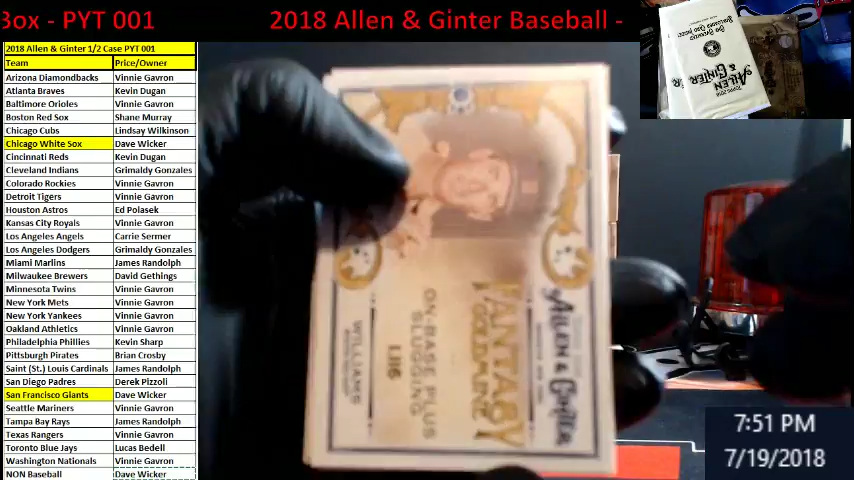 Box - PYT 001
2018 Allen & Ginter Baseball -
2018 Allen & Ginter 1/2 Case PYT 001
Team Price/Owner
Arizona Diamondbacks Vinnie Gavron
Atlanta Braves Kevin Dugan
Baltimore Orioles Vinnie Gavron
Boston Red Sox Shane Murray
Chicago Cubs Lindsay Wilkinson
Chicago White Sox Dave Wicker
Cincinnati Reds Kevin Dugan
Cleveland Indians Grimaldy Gonzales
Colorado Rockies Vinnie Gavron
Detroit Tigers Vinnie Gavron
Houston Astros Ed Polasek
Kansas City Royals Vinnie Gavron
Los Angeles Angels Carrie Sermer
Los Angeles Dodgers Grimaldy Gonzales
Miami Marlins James Randolph
Milwaukee Brewers David Gethings
Minnesota Twins Vinnie Gavron
New York Mets Vinnie Gavron
New York Yankees Vinnie Gavron
Oakland Athletics Vinnie Gavron
Philadelphia Phillies Kevin Sharp
Pittsburgh Pirates Brian Crosby
Saint (St.) Louis Cardinals James Randolph
San Diego Padres Derek Pizzoli
San Francisco Giants Dave Wicker
Seattle Mariners Vinnie Gavron
Tampa Bay Rays James Randolph
Texas Rangers Vinnie Gavron
Toronto Blue Jays Lucas Bedell
Washington Nationals Vinnie Gavron
NON Baseball Dave Wicker
ALLEN & GINTER
FANTASY
GOLDMINE
ON-BASE PLUS
SLUGGING
1.116
WILLIAMS
ALLEN
& GINTER
7:51 PM
7/19/2018